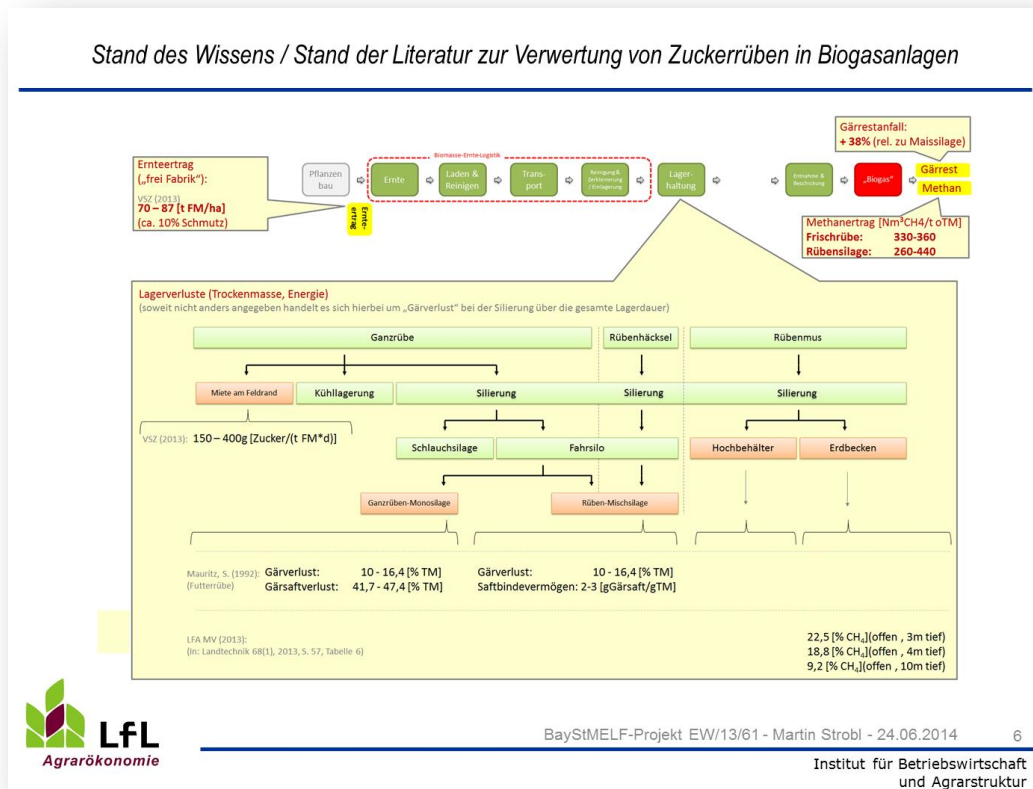 Stand des Wissens / Stand der Literatur zur Verwertung von Zuckerrüben in Biogasanlagen
Gärrestanfall:
+ 38% (rel. zu Maissilage)
Biomasse-Ernte-Logistik
Ernteertrag
(„frei Fabrik"):
VSZ (2013)
70 – 87 [t FM/ha]
(ca. 10% Schmutz)
Pflanzen
bau
Ernte
Laden &
Reinigen
Trans-
port
Reinigung &
Zerkleinerung
/ Einlagerung
Lager-
haltung
Entnahme &
Beschickung
„Biogas"
Gärrest
Methan
Ernte-
ertrag
Methanertrag [Nm³CH4/t oTM]
Frischrübe: 330-360
Rübensilage: 260-440
Lagerverluste (Trockenmasse, Energie)
(soweit nicht anders angegeben handelt es sich hierbei um „Gärverlust" bei der Silierung über die gesamte Lagerdauer)
Ganzrübe
Rübenhäcksel
Rübenmus
Miete am Feldrand
Kühllagerung
Silierung
Silierung
Silierung
VSZ (2013): 150 – 400g [Zucker/(t FM*d)]
Schlauchsilage
Fahrsilo
Hochbehälter
Erdbecken
Ganzrüben-Monosilage
Rüben-Mischsilage
Mauritz, S. (1992):
(Futterrübe)
Gärverlust: 10 - 16,4 [% TM]
Gärsaftverlust: 41,7 - 47,4 [% TM]
Gärverlust: 10 - 16,4 [% TM]
Saftbindevermögen: 2-3 [gGärsaft/gTM]
LFA MV (2013):
(In: Landtechnik 68(1), 2013, S. 57, Tabelle 6)
22,5 [% CH₄](offen , 3m tief)
18,8 [% CH₄](offen , 4m tief)
9,2 [% CH₄](offen , 10m tief)
LfL
Agrarökonomie
BayStMELF-Projekt EW/13/61 - Martin Strobl - 24.06.2014 6
Institut für Betriebswirtschaft
und Agrarstruktur